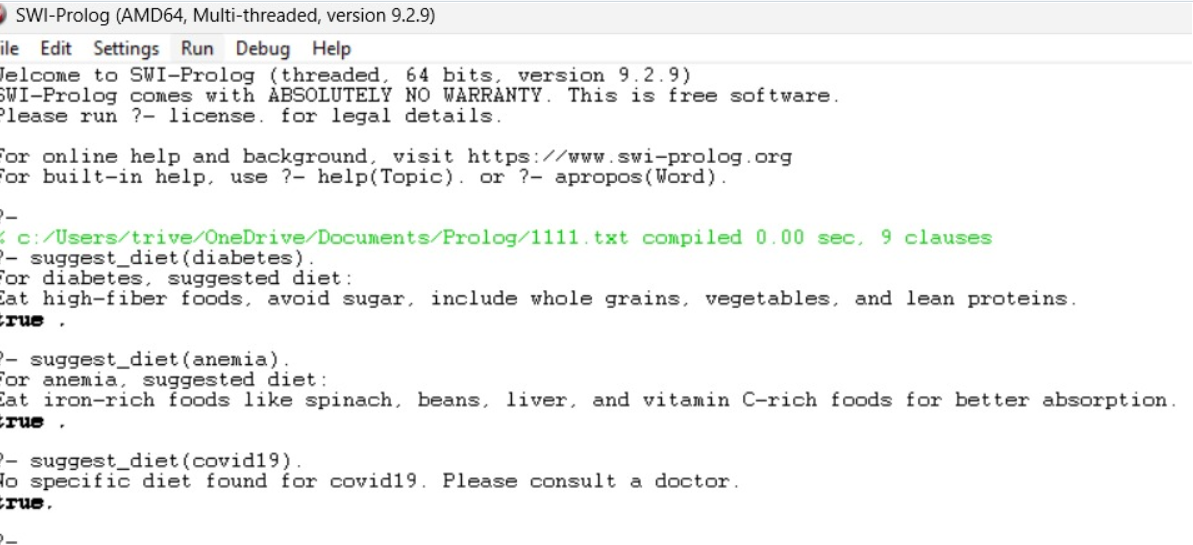 SWI-Prolog (AMD64, Multi-threaded, version 9.2.9)
ile Edit Settings Run Debug Help
Welcome to SWI-Prolog (threaded, 64 bits, version 9.2.9)
SWI-Prolog comes with ABSOLUTELY NO WARRANTY. This is free software.
Please run ?- license. for legal details.
For online help and background, visit https://www.swi-prolog.org
For built-in help, use ?- help(Topic). or ?- apropos(Word).
?-
% c:/Users/trive/OneDrive/Documents/Prolog/1111.txt compiled 0.00 sec, 9 clauses
?- suggest_diet(diabetes).
For diabetes, suggested diet:
Eat high-fiber foods, avoid sugar, include whole grains, vegetables, and lean proteins.
true .
?- suggest_diet(anemia).
For anemia, suggested diet:
Eat iron-rich foods like spinach, beans, liver, and vitamin C-rich foods for better absorption.
true .
?- suggest_diet(covid19).
No specific diet found for covid19. Please consult a doctor.
true.
?-